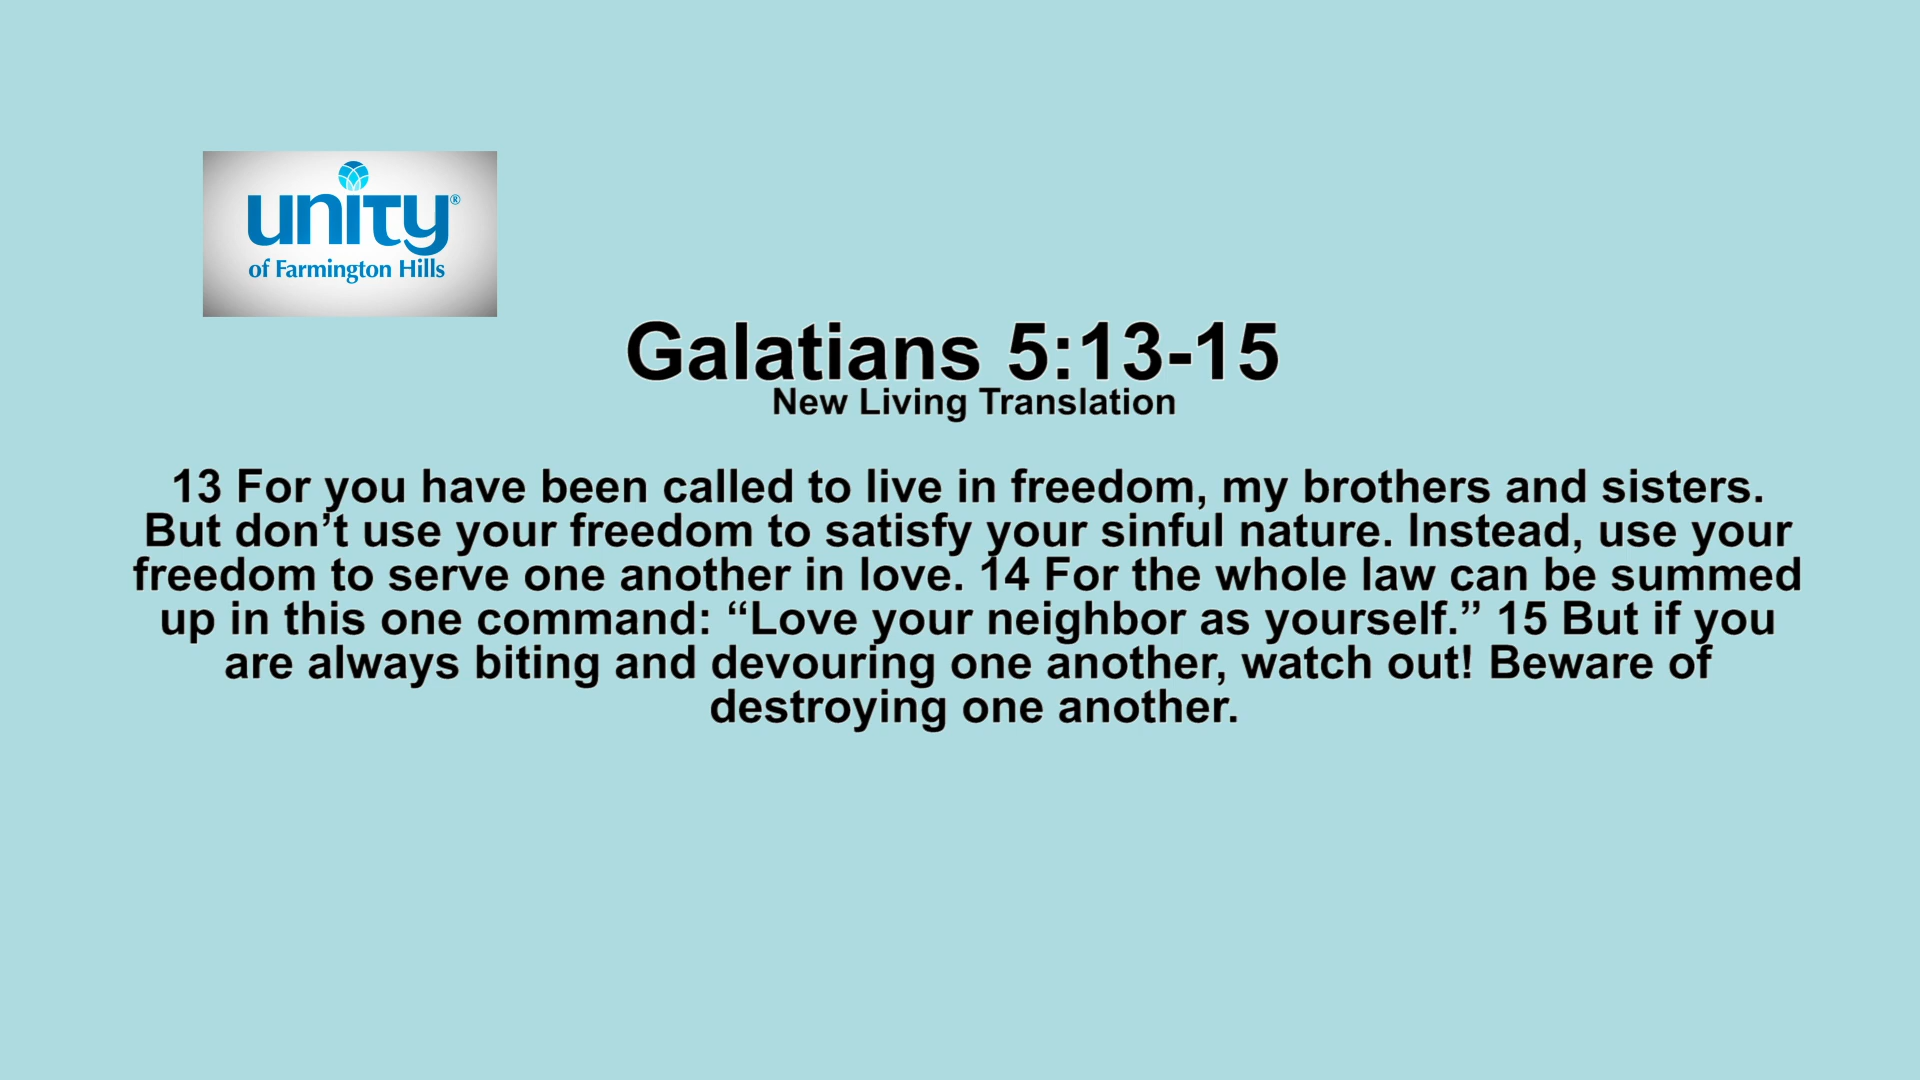 unity®
of Farmington Hills
Galatians 5:13-15
New Living Translation
13 For you have been called to live in freedom, my brothers and sisters.
But don’t use your freedom to satisfy your sinful nature. Instead, use your
freedom to serve one another in love. 14 For the whole law can be summed
up in this one command: “Love your neighbor as yourself.” 15 But if you
are always biting and devouring one another, watch out! Beware of
destroying one another.